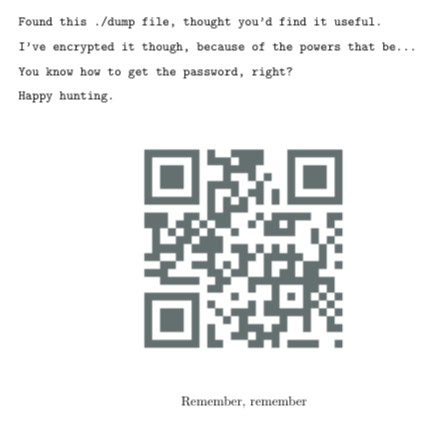 Found this ./dump file, thought you'd find it useful.
I've encrypted it though, because of the powers that be...
You know how to get the password, right?
Happy hunting.
Remember, remember